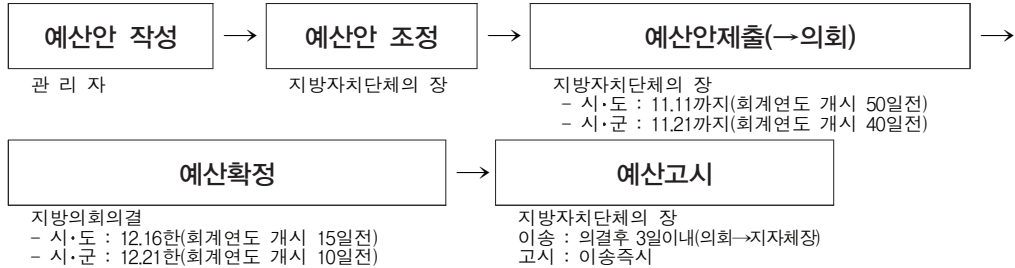 예산안 작성 → 예산안 조정 → 예산안제출(→의회) →
관 리 자
지방자치단체의 장
지방자치단체의 장
- 시·도 : 11.11까지(회계연도 개시 50일전)
- 시·군 : 11.21까지(회계연도 개시 40일전)
예산확정 → 예산고시
지방의회의결
- 시·도 : 12.16한(회계연도 개시 15일전)
- 시·군 : 12.21한(회계연도 개시 10일전)
지방자치단체의 장
이송 : 의결후 3일이내(의회→지자체장)
고시 : 이송즉시